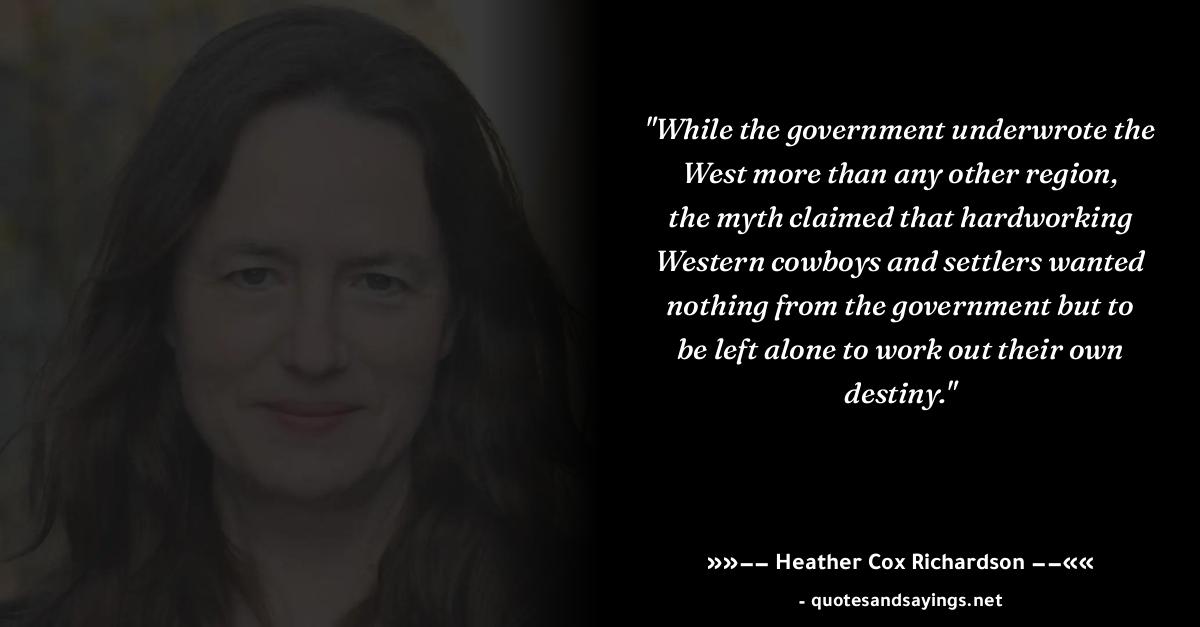 "While the government underwrote the
West more than any other region,
the myth claimed that hardworking
Western cowboys and settlers wanted
nothing from the government but to
be left alone to work out their own
destiny."
»»–– Heather Cox Richardson ––««
- quotesandsayings.net